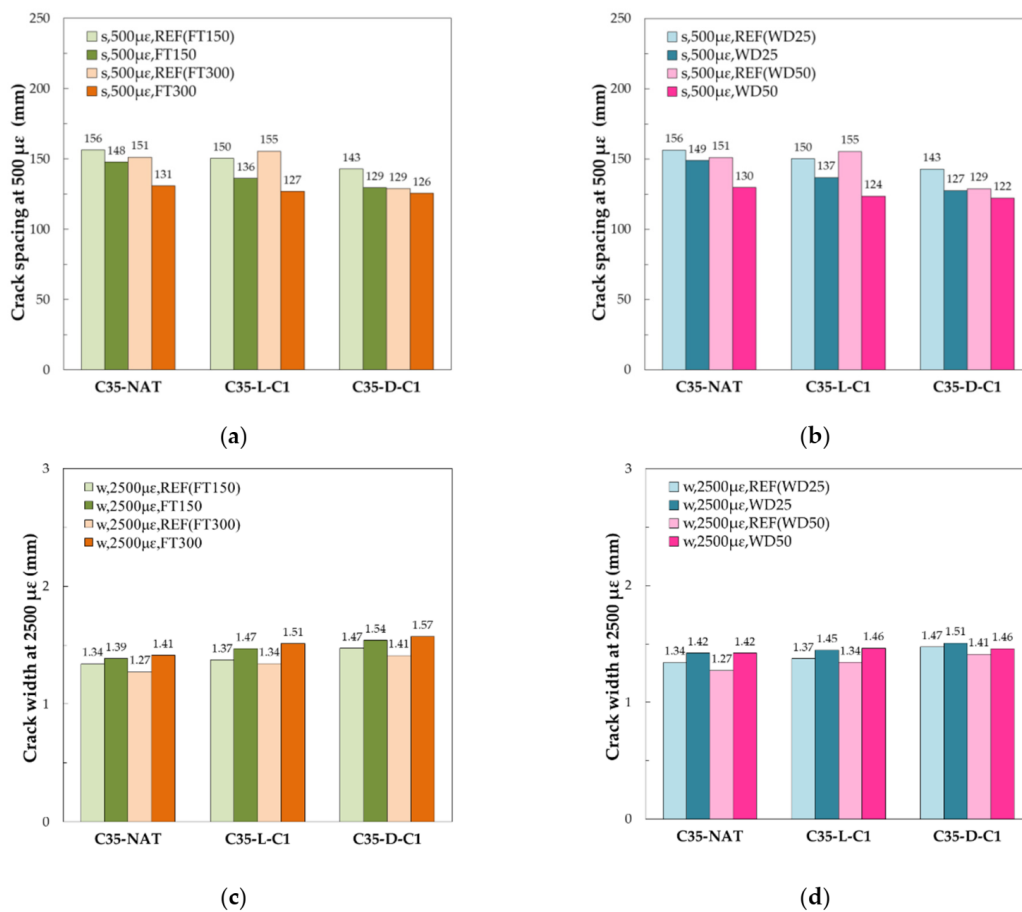 250
200
150
100
50
0
Crack spacing at 500 με (mm)
s,500με,REF(FT150)
s,500με,FT150
s,500με,REF(FT300)
s,500με,FT300
156 148 151 131
150 136 155 127
143 129 129 126
C35-NAT C35-L-C1 C35-D-C1
(a)
250
200
150
100
50
0
Crack spacing at 500 με (mm)
s,500με,REF(WD25)
s,500με,WD25
s,500με,REF(WD50)
s,500με,WD50
156 149 151 130
150 137 155 124
143 127 129 122
C35-NAT C35-L-C1 C35-D-C1
(b)
3
2
1
0
Crack width at 2500 με (mm)
w,2500με,REF(FT150)
w,2500με,FT150
w,2500με,REF(FT300)
w,2500με,FT300
1.34 1.39 1.27 1.41
1.37 1.47 1.34 1.51
1.47 1.54 1.41 1.57
C35-NAT C35-L-C1 C35-D-C1
(c)
3
2
1
0
Crack width at 2500 με (mm)
w,2500με,REF(WD25)
w,2500με,WD25
w,2500με,REF(WD50)
w,2500με,WD50
1.34 1.42 1.27 1.42
1.37 1.45 1.34 1.46
1.47 1.51 1.41 1.46
C35-NAT C35-L-C1 C35-D-C1
(d)